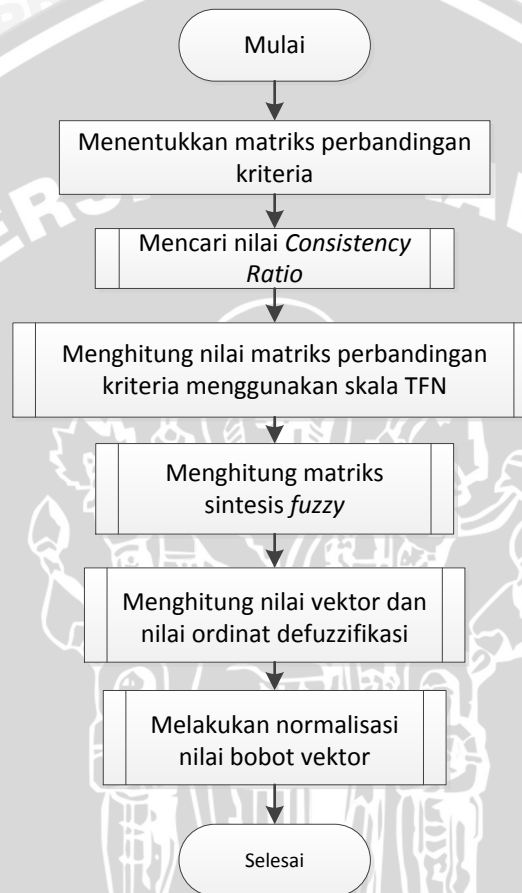 Mulai
Menentukkan matriks perbandingan
kriteria
Mencari nilai Consistency
Ratio
Menghitung nilai matriks perbandingan
kriteria menggunakan skala TFN
Menghitung matriks
sintesis fuzzy
Menghitung nilai vektor dan
nilai ordinat defuzzifikasi
Melakukan normalisasi
nilai bobot vektor
Selesai